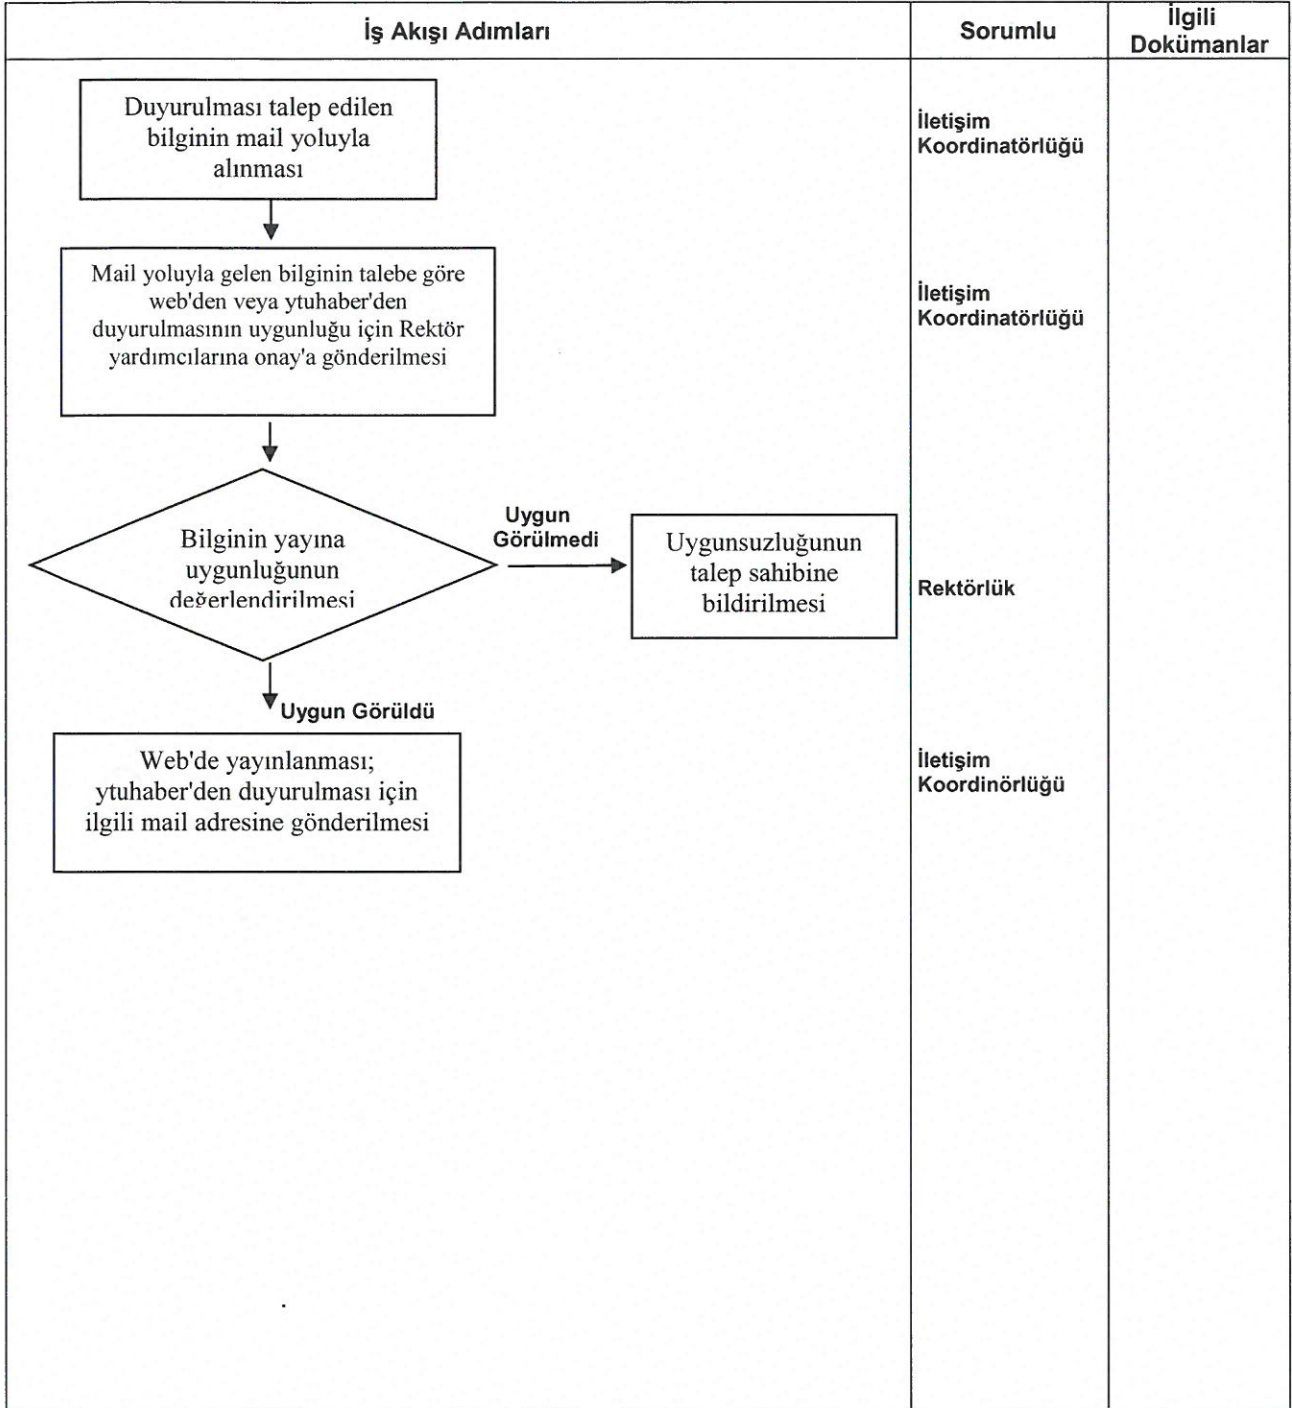 İş Akışı Adımları
Sorumlu
İlgili
Dokümanlar
Duyurulması talep edilen
bilginin mail yoluyla
alınması
İletişim
Koordinatörlüğü
Mail yoluyla gelen bilginin talebe göre
web'den veya ytuhaber'den
duyurulmasının uygunluğu için Rektör
yardımcılarına onay'a gönderilmesi
İletişim
Koordinatörlüğü
Bilginin yayına
uygunluğunun
değerlendirilmesi
Uygun
Görülmedi
Uygunsuzluğunun
talep sahibine
bildirilmesi
Rektörlük
Uygun Görüldü
Web'de yayınlanması;
ytuhaber'den duyurulması için
ilgili mail adresine gönderilmesi
İletişim
Koordinörlüğü